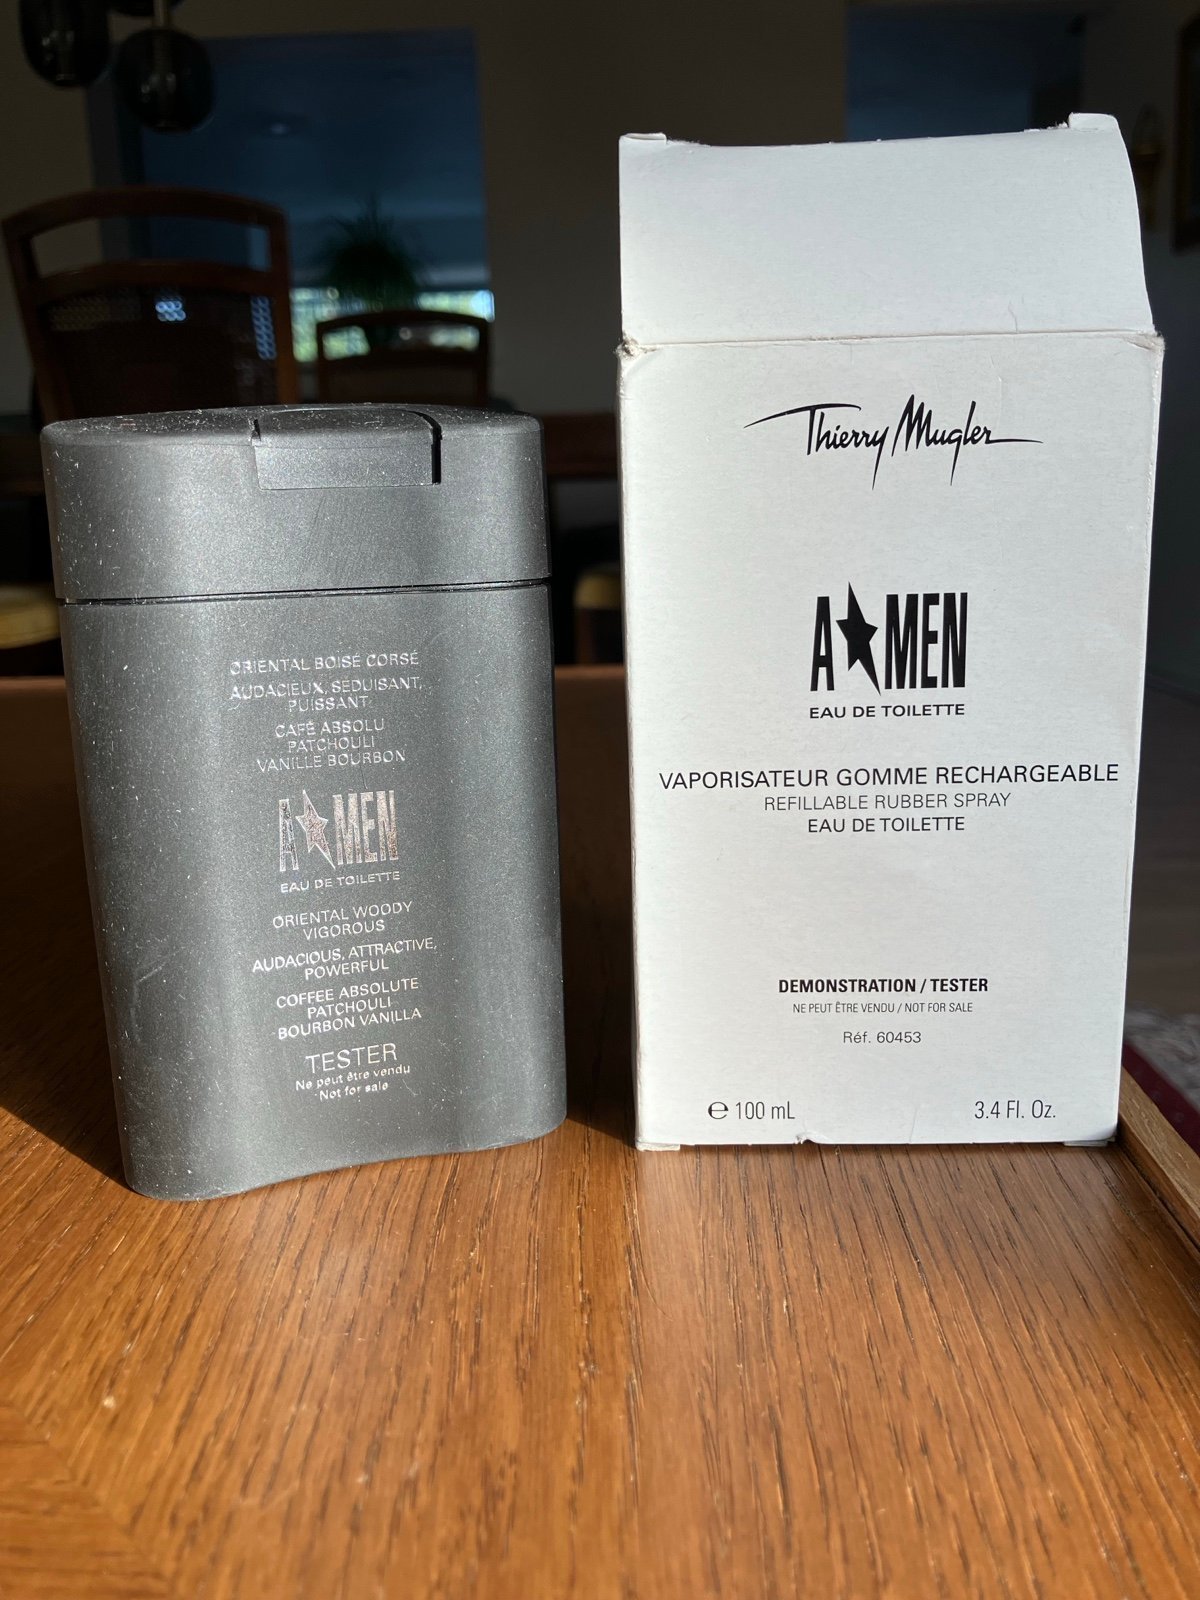 ORIENTAL BOISÉ CORSÉ
AUDACIEUX, SÉDUISANT,
PUISSANT
CAFÉ ABSOLU
PATCHOULI
VANILLE BOURBON
A★MEN
EAU DE TOILETTE
ORIENTAL WOODY
VIGOROUS
AUDACIOUS, ATTRACTIVE,
POWERFUL
COFFEE ABSOLUTE
PATCHOULI
BOURBON VANILLA
TESTER
Ne peut être vendu
Not for sale
Thierry Mugler
A★MEN
EAU DE TOILETTE
VAPORISATEUR GOMME RECHARGEABLE
REFILLABLE RUBBER SPRAY
EAU DE TOILETTE
DEMONSTRATION / TESTER
NE PEUT ÊTRE VENDU / NOT FOR SALE
Réf. 60453
℮ 100 mL 3.4 Fl. Oz.